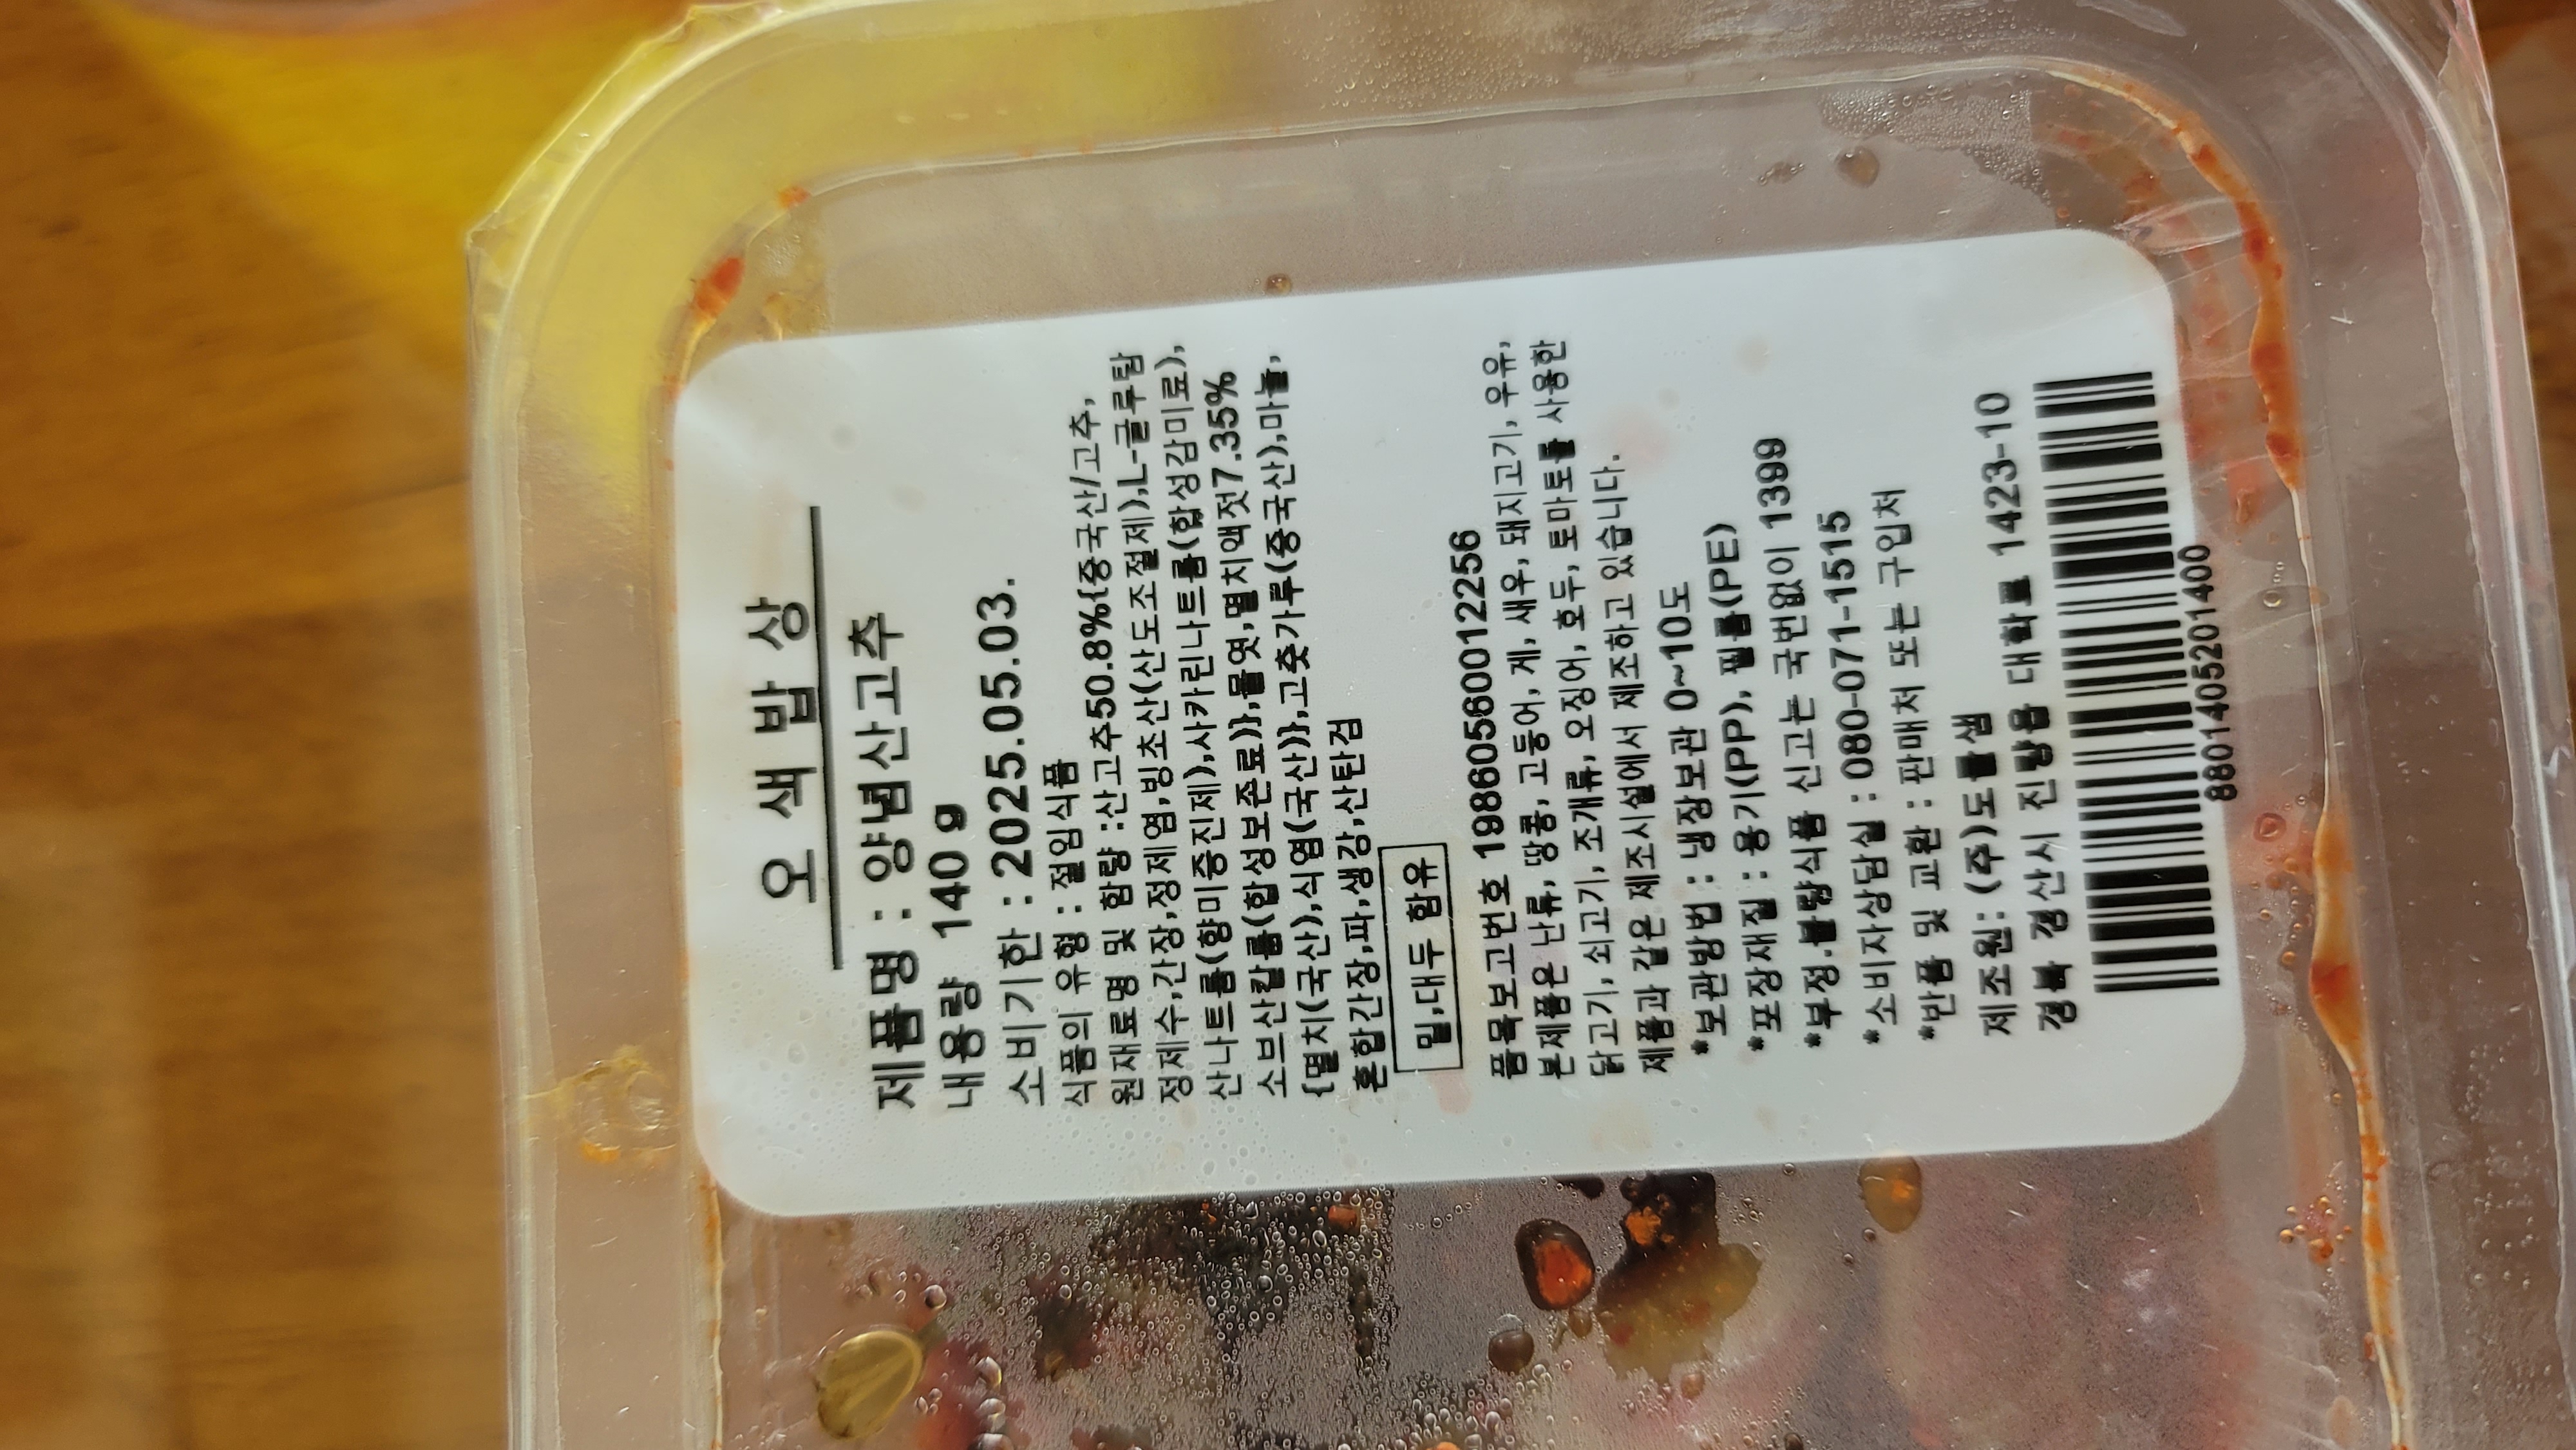 오 색 밥 상
제품명 : 양념산고추
내용량 140 g
소비기한 : 2025.05.03.
식품의 유형 : 절임식품
원재료명 및 함량 :산고추50.8%{중국산/고추,
정제수,간장,정제염,빙초산(산도조절제),L-글루탐
산나트륨(향미증진제),사카린나트륨(합성감미료),
소브산칼륨(합성보존료)},물엿,멸치액젓7.35%
{멸치(국산),식염(국산)},고춧가루(중국산),마늘,
혼합간장,파,생강,산탄검
밀,대두 함유
품목보고번호 19860560012256
본제품은 난류, 땅콩, 고등어, 게, 새우, 돼지고기, 우유,
닭고기, 쇠고기, 조개류, 오징어, 호두, 토마토를 사용한
제품과 같은 제조시설에서 제조하고 있습니다.
*보관방법 : 냉장보관 0~10도
*포장재질 : 용기(PP), 필름(PE)
*부정.불량식품 신고는 국번없이 1399
*소비자상담실 : 080-071-1515
*반품 및 교환 : 판매처 또는 구입처
제조원: (주)도들샘
경북 경산시 진량읍 대학로 1423-10
8801405201400